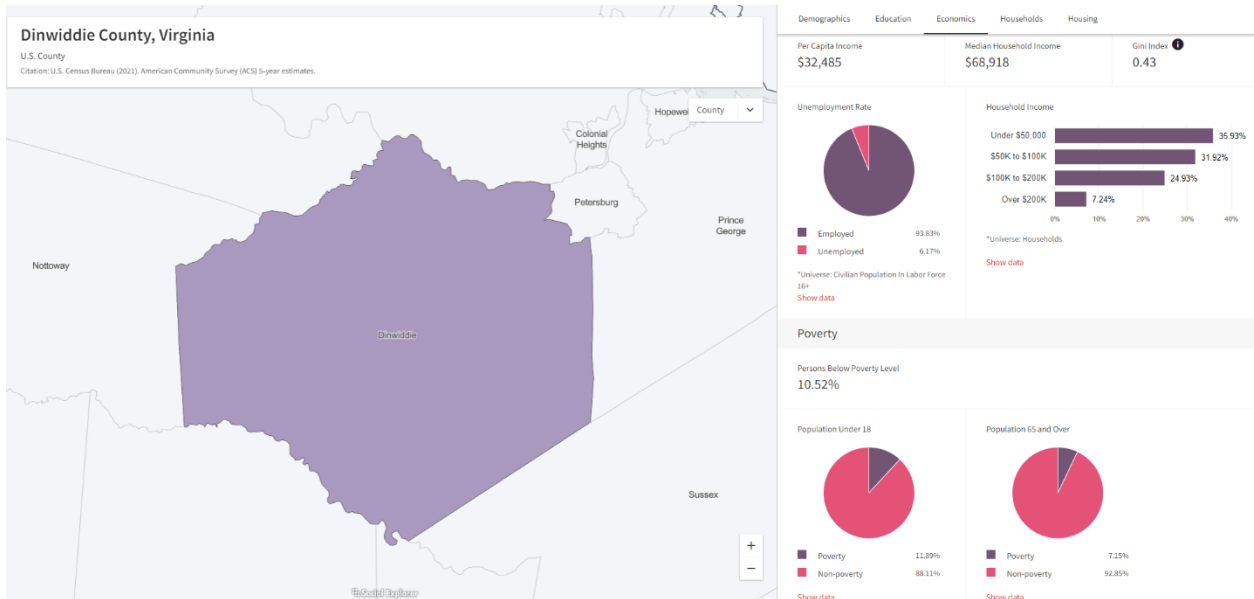 Dinwiddie County, Virginia
U.S. County
Citation: U.S. Census Bureau (2021). American Community Survey (ACS) 5-year estimates.
County
Colonial
Heights
Petersburg
Prince
George
Nottoway
Dinwiddie
Sussex
+
−
Social Explorer
Demographics Education Economics Households Housing
Per Capita Income
$32,485
Median Household Income
$68,918
Gini Index i
0.43
Unemployment Rate
Employed 93.83%
Unemployed 6.17%
*Universe: Civilian Population In Labor Force
16+
Show data
Household Income
Under $50,000 35.93%
$50K to $100K 31.92%
$100K to $200K 24.93%
Over $200K 7.24%
0% 10% 20% 30% 40%
*Universe: Households
Show data
Poverty
Persons Below Poverty Level
10.52%
Population Under 18
Poverty 11.89%
Non-poverty 88.11%
Show data
Population 65 and Over
Poverty 7.15%
Non-poverty 92.85%
Show data